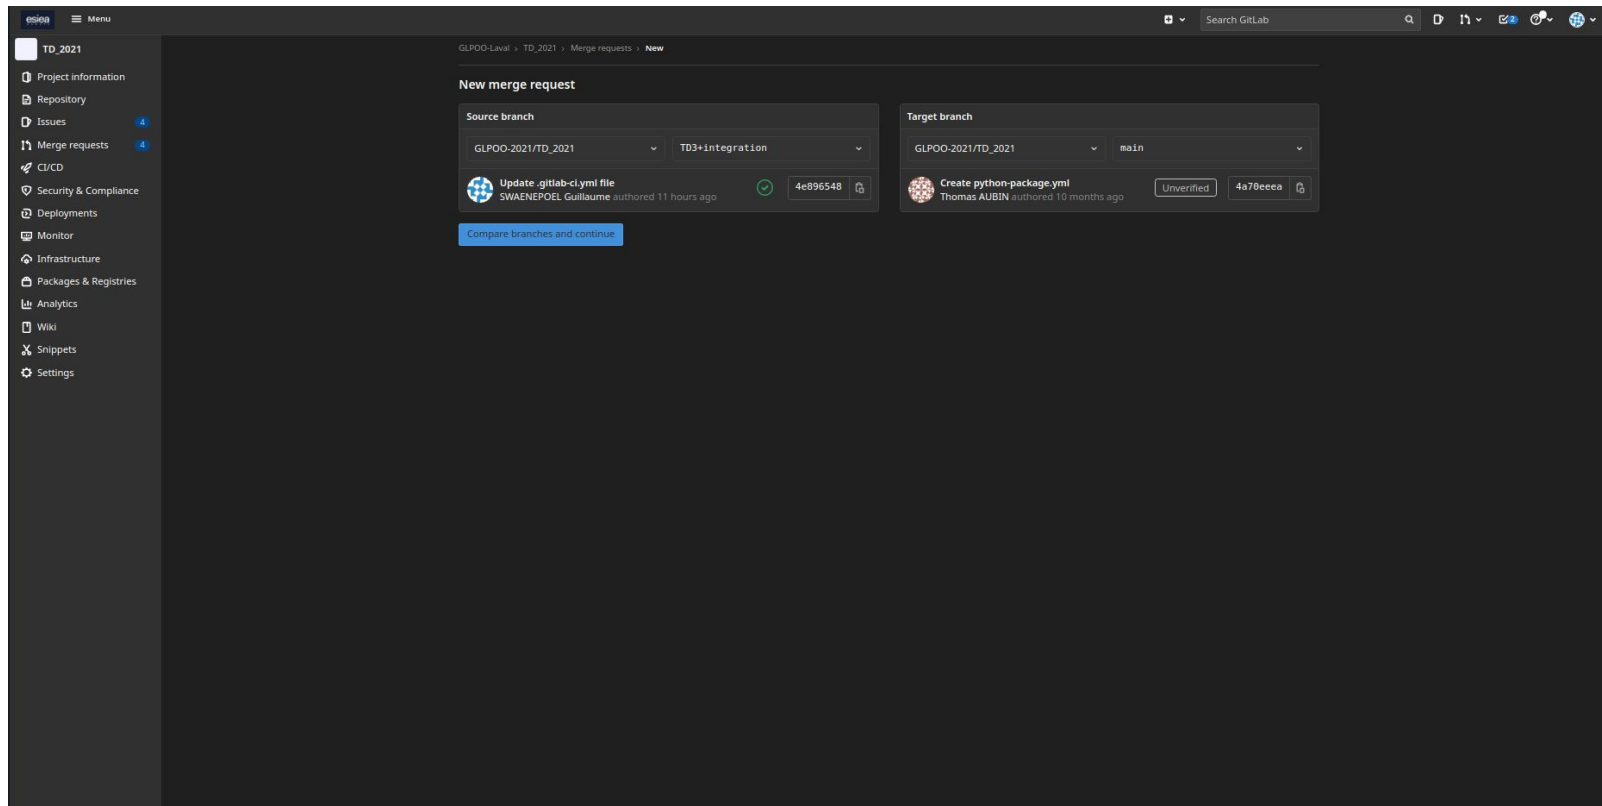 esiea Menu Search GitLab 2
TD_2021
Project information
Repository
Issues 4
Merge requests 4
CI/CD
Security & Compliance
Deployments
Monitor
Infrastructure
Packages & Registries
Analytics
Wiki
Snippets
Settings
GLPOO-Laval › TD_2021 › Merge requests › New
New merge request
Source branch
GLPOO-2021/TD_2021 TD3+integration
Update .gitlab-ci.yml file
SWAENEPOEL Guillaume authored 11 hours ago
4e896548
Target branch
GLPOO-2021/TD_2021 main
Create python-package.yml
Thomas AUBIN authored 10 months ago
Unverified 4a70eeea
Compare branches and continue